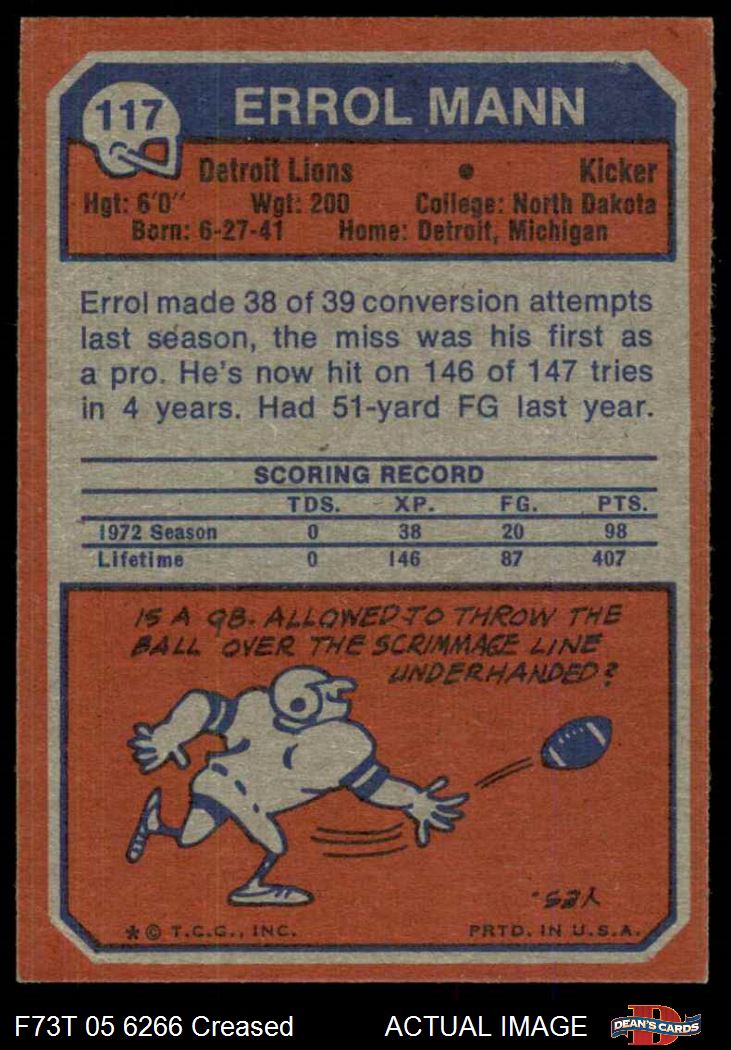 117
ERROL MANN
Detroit Lions • Kicker
Hgt: 6'0" Wgt: 200 College: North Dakota
Born: 6-27-41 Home: Detroit, Michigan
Errol made 38 of 39 conversion attempts
last season, the miss was his first as
a pro. He's now hit on 146 of 147 tries
in 4 years. Had 51-yard FG last year.
SCORING RECORD
TDS. XP. FG. PTS.
1972 Season 0 38 20 98
Lifetime 0 146 87 407
IS A QB. ALLOWED TO THROW THE
BALL OVER THE SCRIMMAGE LINE
UNDERHANDED?
YES.
* © T.C.G., INC. PRTD. IN U.S.A.
F73T 05 6266 Creased ACTUAL IMAGE
D
DEAN'S CARDS